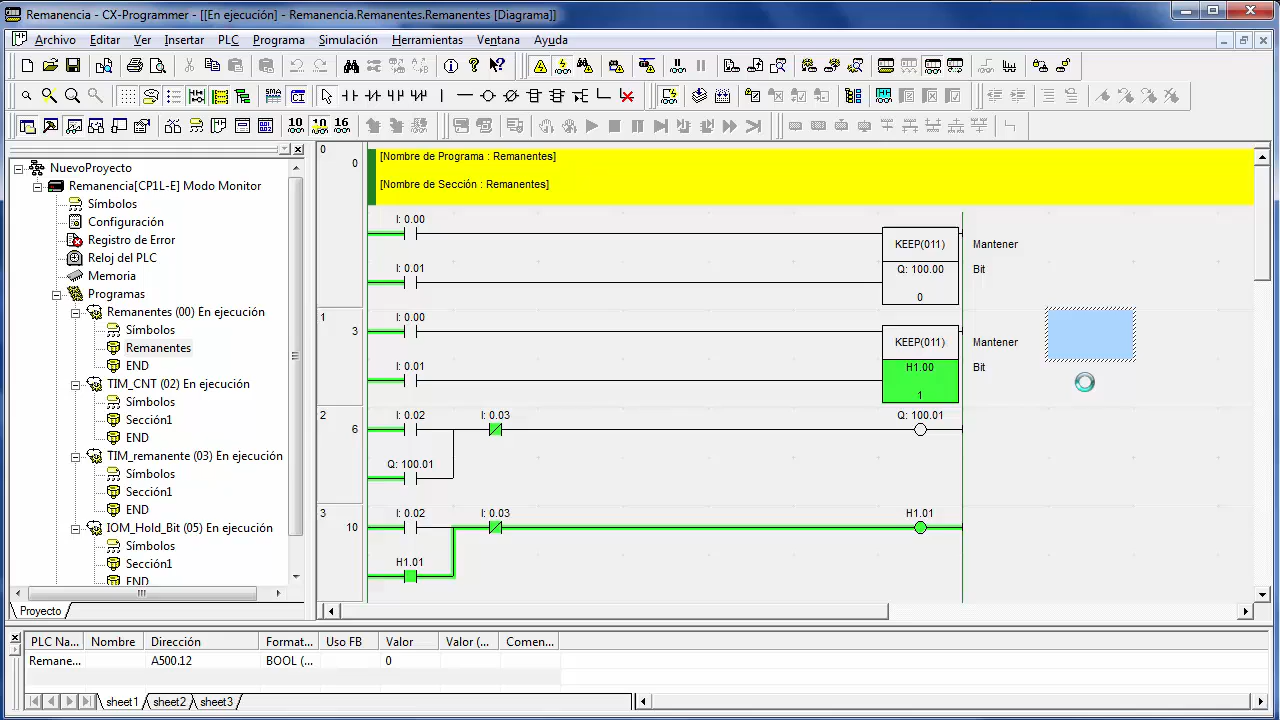 Remanencia - CX-Programmer - [[En ejecución] - Remanencia.Remanentes.Remanentes [Diagrama]]
Archivo Editar Ver Insertar PLC Programa Simulación Herramientas Ventana Ayuda
SMA CI
10 10 16
NuevoProyecto
Remanencia[CP1L-E] Modo Monitor
Símbolos
Configuración
Registro de Error
Reloj del PLC
Memoria
Programas
Remanentes (00) En ejecución
Símbolos
Remanentes
END
TIM_CNT (02) En ejecución
Símbolos
Sección1
END
TIM_remanente (03) En ejecución
Símbolos
Sección1
END
IOM_Hold_Bit (05) En ejecución
Símbolos
Sección1
END
Proyecto
0
0
[Nombre de Programa : Remanentes]
[Nombre de Sección : Remanentes]
I: 0.00
KEEP(011) Mantener
I: 0.01
Q: 100.00 Bit
0
1
3
I: 0.00
KEEP(011) Mantener
I: 0.01
H1.00 Bit
1
2
6
I: 0.02 I: 0.03 Q: 100.01
Q: 100.01
3
10
I: 0.02 I: 0.03 H1.01
H1.01
PLC Na... Nombre Dirección Format... Uso FB Valor Valor (... Comen...
Remane... A500.12 BOOL (... 0
sheet1 sheet2 sheet3